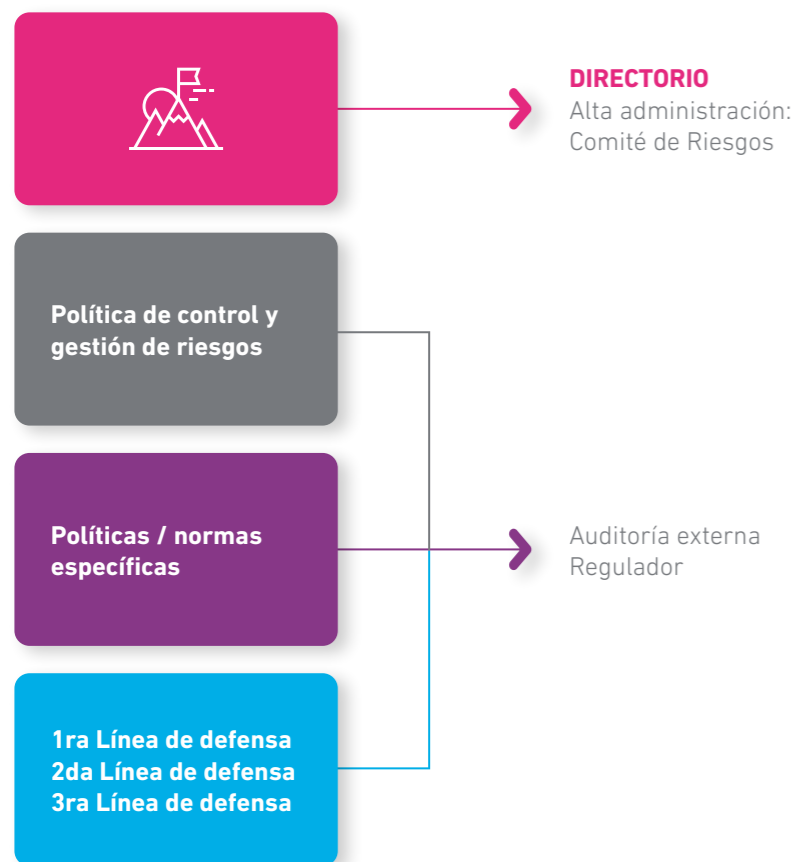 DIRECTORIO
Alta administración:
Comité de Riesgos
Política de control y
gestión de riesgos
Políticas / normas
específicas
Auditoría externa
Regulador
1ra Línea de defensa
2da Línea de defensa
3ra Línea de defensa